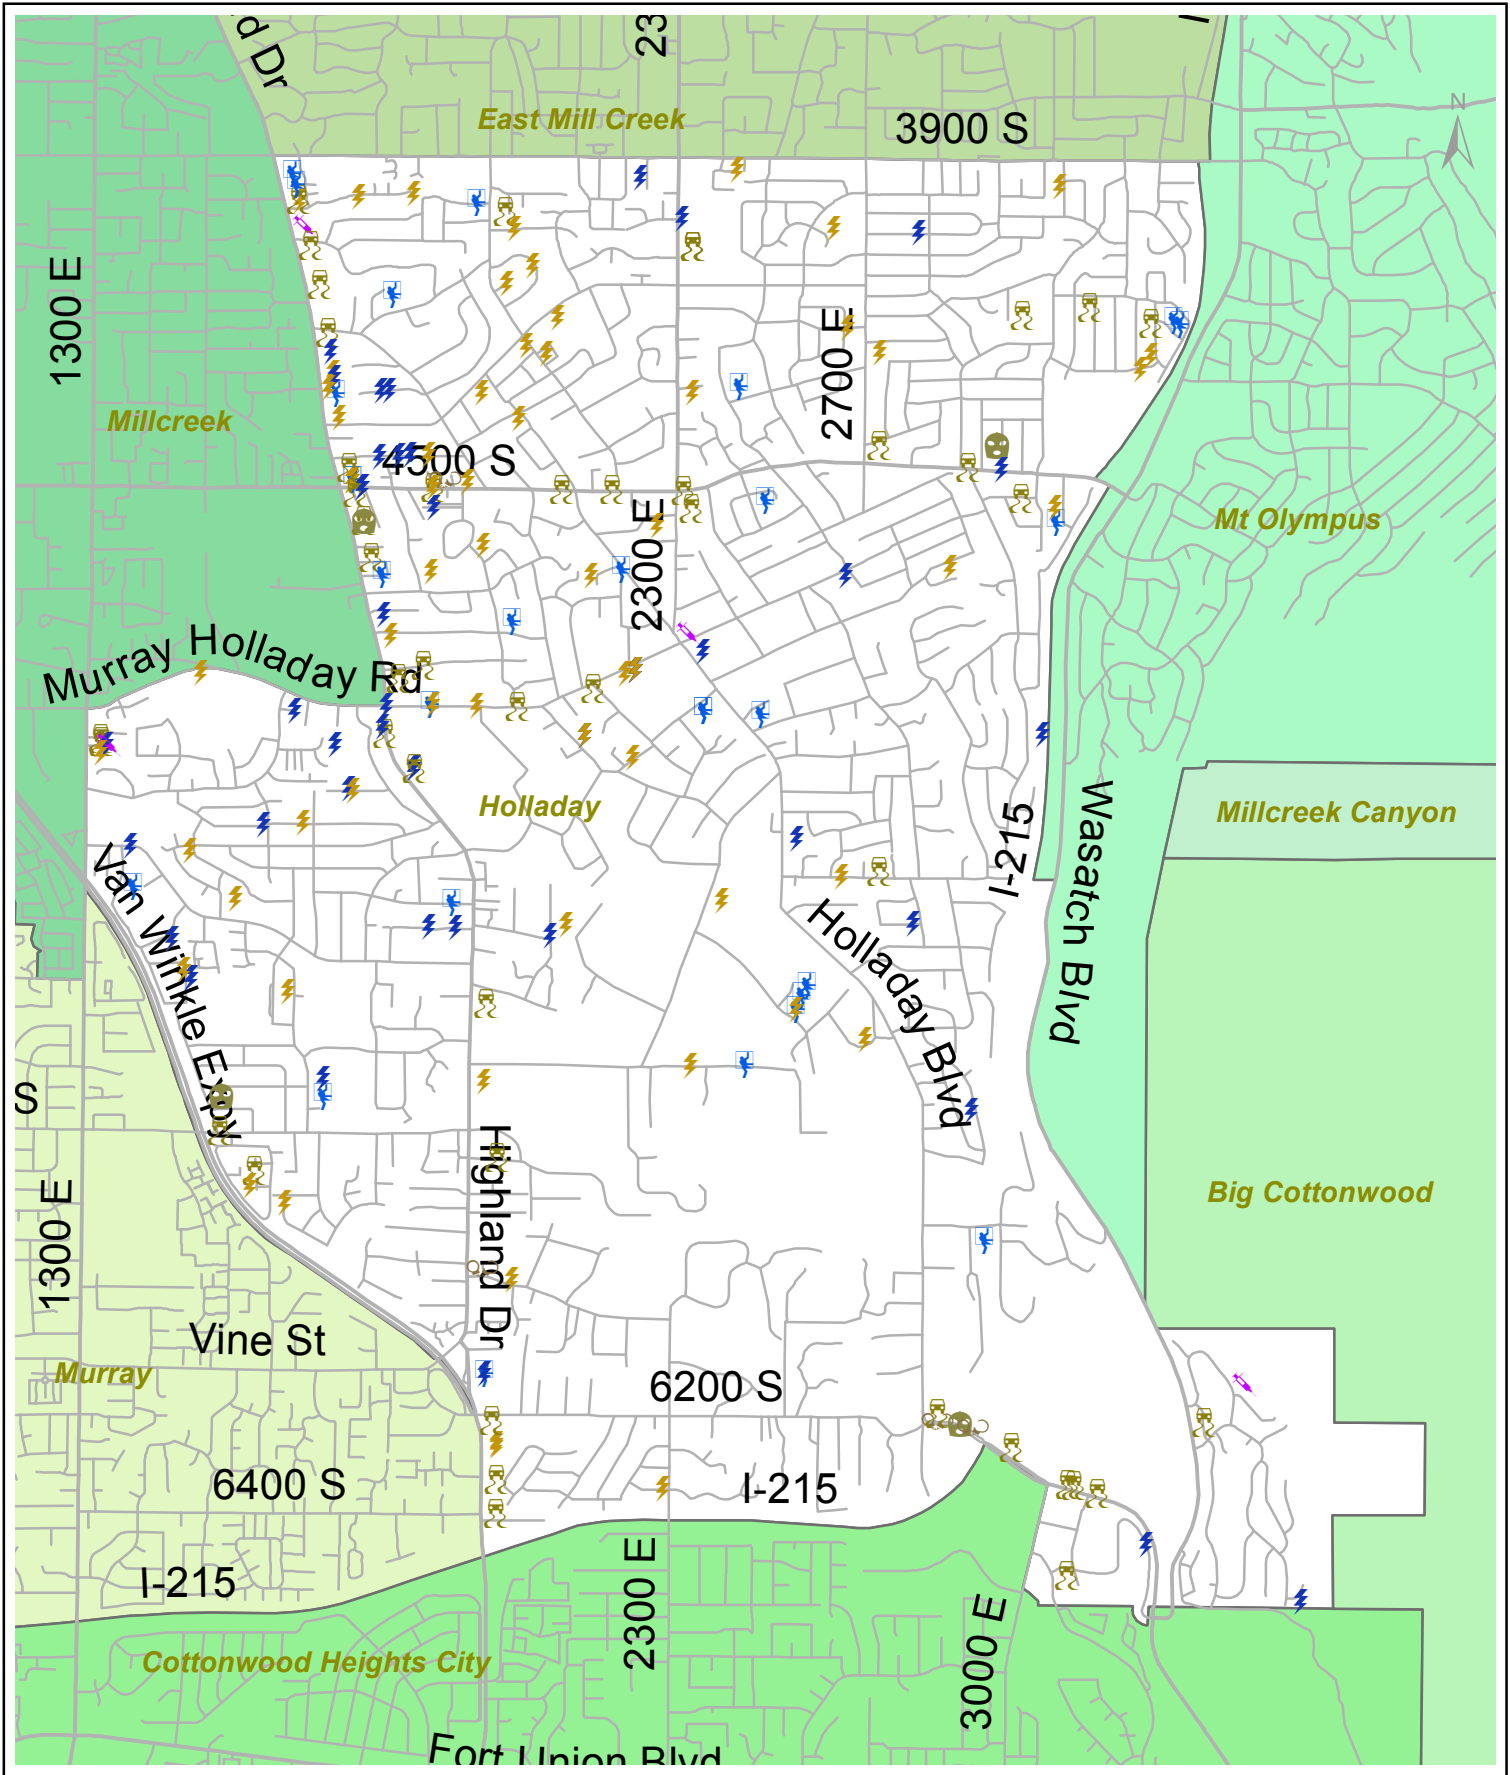 d Dr
23
East Mill Creek
3900 S
N
1300 E
2700 E
Millcreek
4500 S
2300 E
Mt Olympus
Murray Holladay Rd
Holladay
I-215
Wasatch Blvd
Millcreek Canyon
Van Winkle Expy
Holladay Blvd
S
Highland Dr
1300 E
Big Cottonwood
Vine St
Murray
6200 S
6400 S
I-215
I-215
2300 E
3000 E
Cottonwood Heights City
Fort Union Blvd